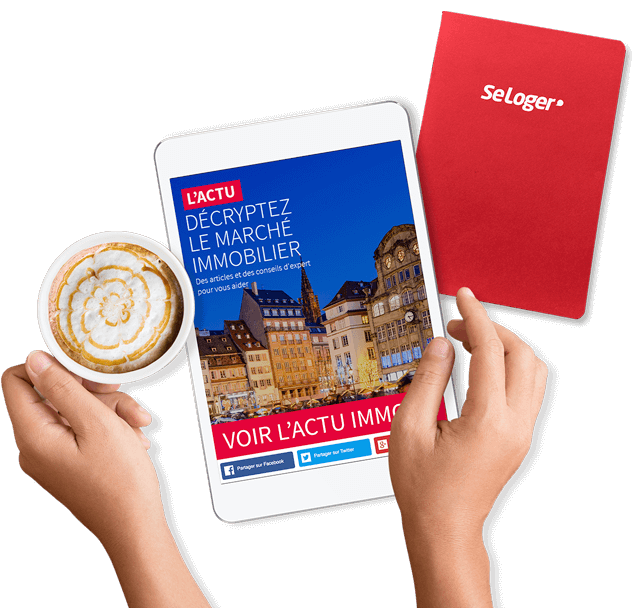 SeLoger
L'ACTU
DÉCRYPTEZ
LE MARCHÉ
IMMOBILIER
Des articles et des conseils d'expert
pour vous aider
VOIR L'ACTU IMMO
Partager sur Facebook
Partager sur Twitter